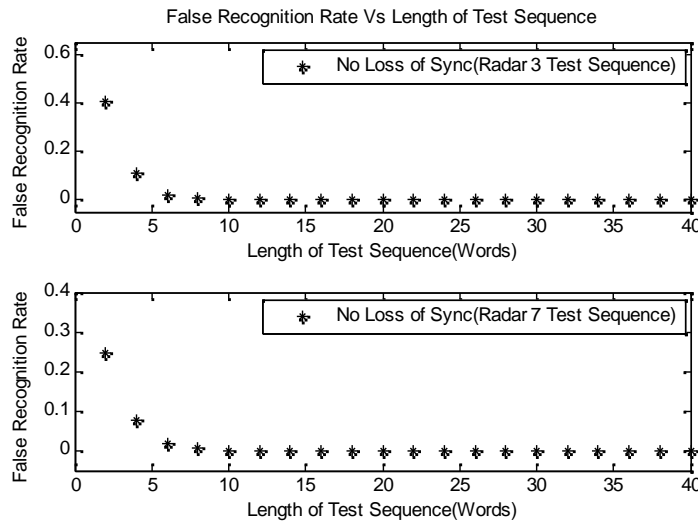 False Recognition Rate Vs Length of Test Sequence
False Recognition Rate
0.6
0.4
0.2
0
No Loss of Sync(Radar 3 Test Sequence)
0 5 10 15 20 25 30 35 40
Length of Test Sequence(Words)
False Recognition Rate
0.4
0.3
0.2
0.1
0
No Loss of Sync(Radar 7 Test Sequence)
0 5 10 15 20 25 30 35 40
Length of Test Sequence(Words)